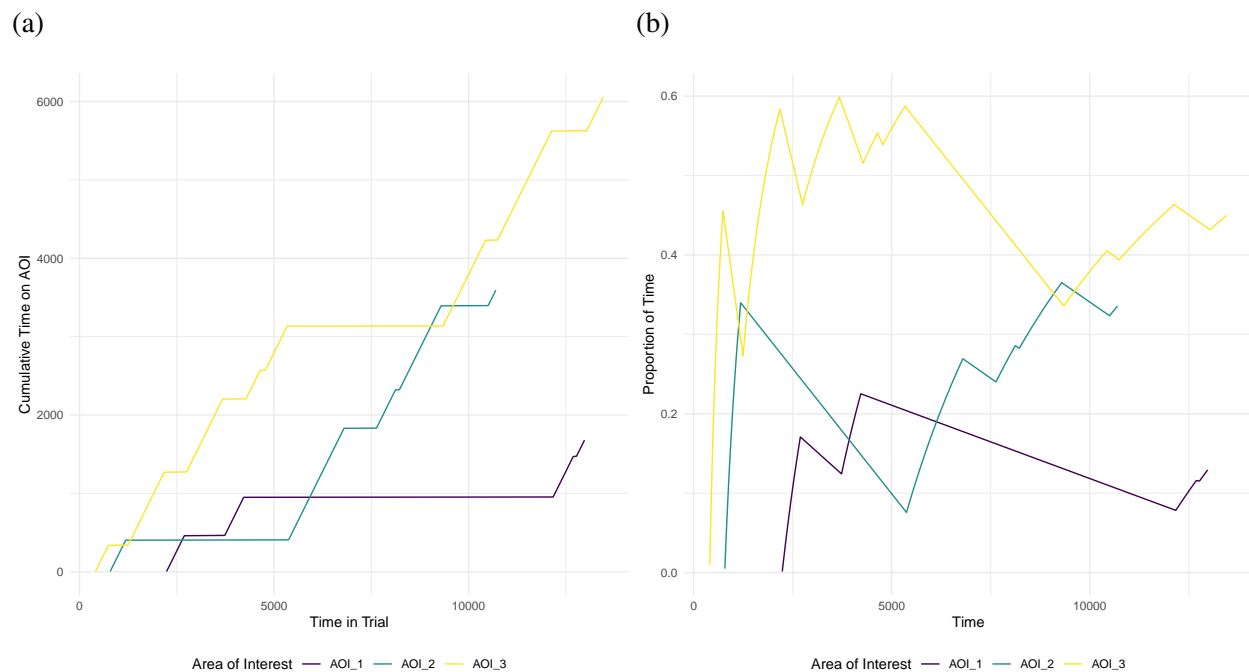 (a)
(b)
6000
4000
2000
0
Cumulative Time on AOI
0 5000 10000
Time in Trial
Area of Interest AOI_1 AOI_2 AOI_3
0.6
0.4
0.2
0.0
Proportion of Time
0 5000 10000
Time
Area of Interest AOI_1 AOI_2 AOI_3